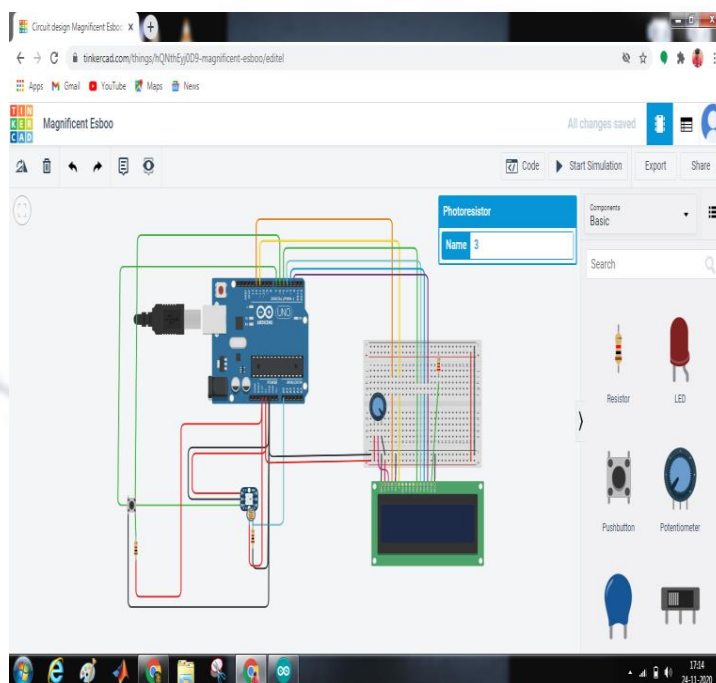 Circuit design Magnificent Esboo
tinkercad.com/things/hQNthEyj0D9-magnificent-esboo/editel
Apps Gmail YouTube Maps News
TIN
KER
CAD
Magnificent Esboo
All changes saved
Code Start Simulation Export Share
Photoresistor
Name 3
Components
Basic
Search
Resistor LED
Pushbutton Potentiometer
UNO
ARDUINO
17:14
24-11-2020